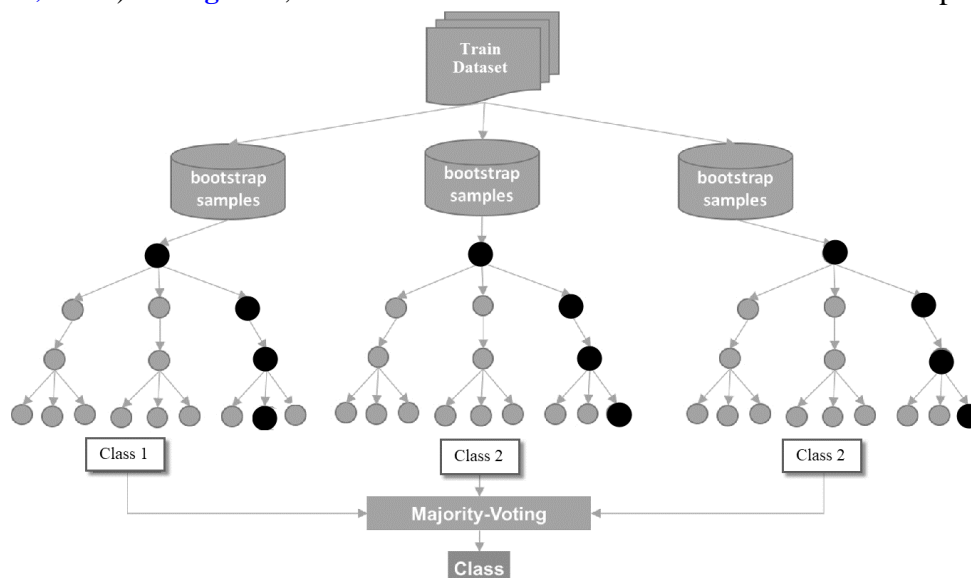 Train
Dataset
bootstrap
samples
bootstrap
samples
bootstrap
samples
Class 1
Class 2
Class 2
Majority-Voting
Class